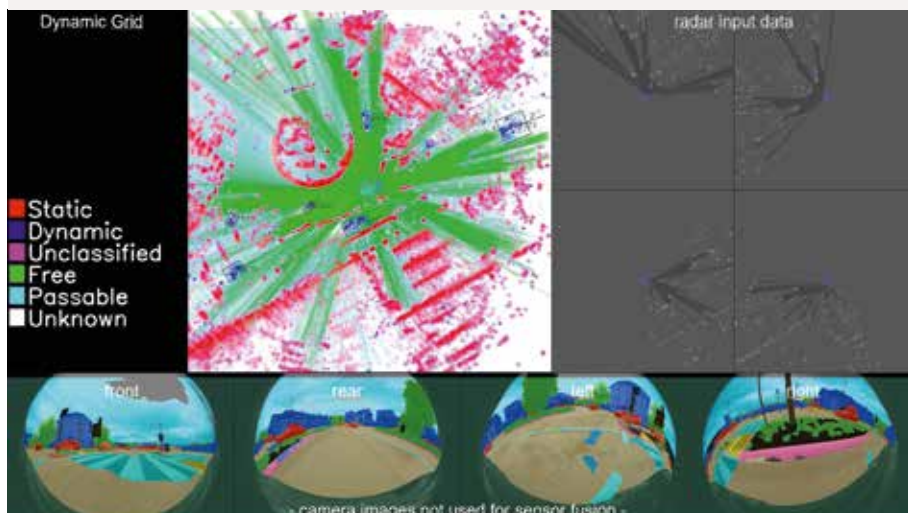 Dynamic Grid
radar input data
Static
Dynamic
Unclassified
Free
Passable
Unknown
front
rear
left
right
- camera images not used for sensor fusion -